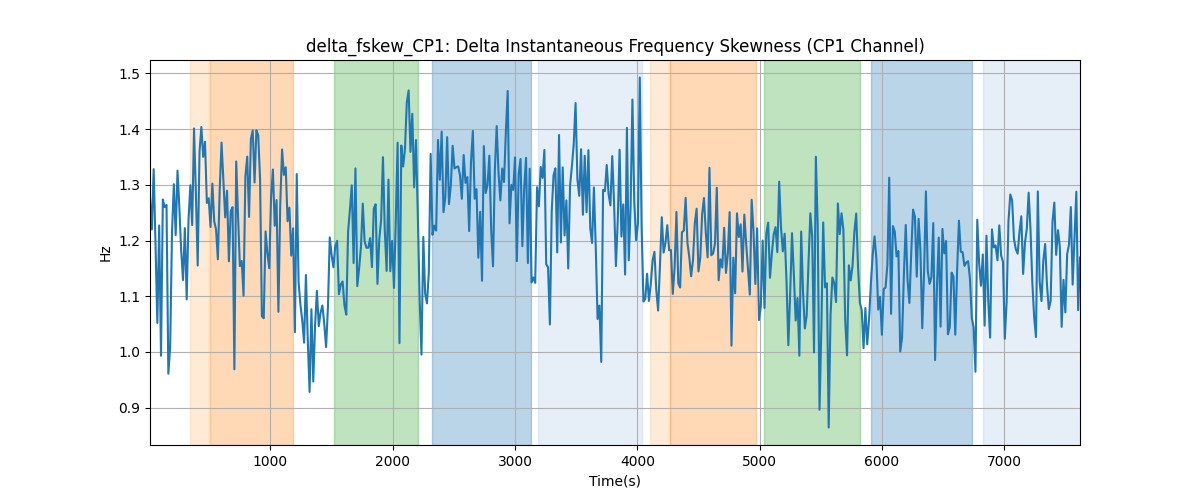 delta_fskew_CP1: Delta Instantaneous Frequency Skewness (CP1 Channel)
1.5
1.4
1.3
1.2
1.1
1.0
0.9
Hz
1000 2000 3000 4000 5000 6000 7000
Time(s)